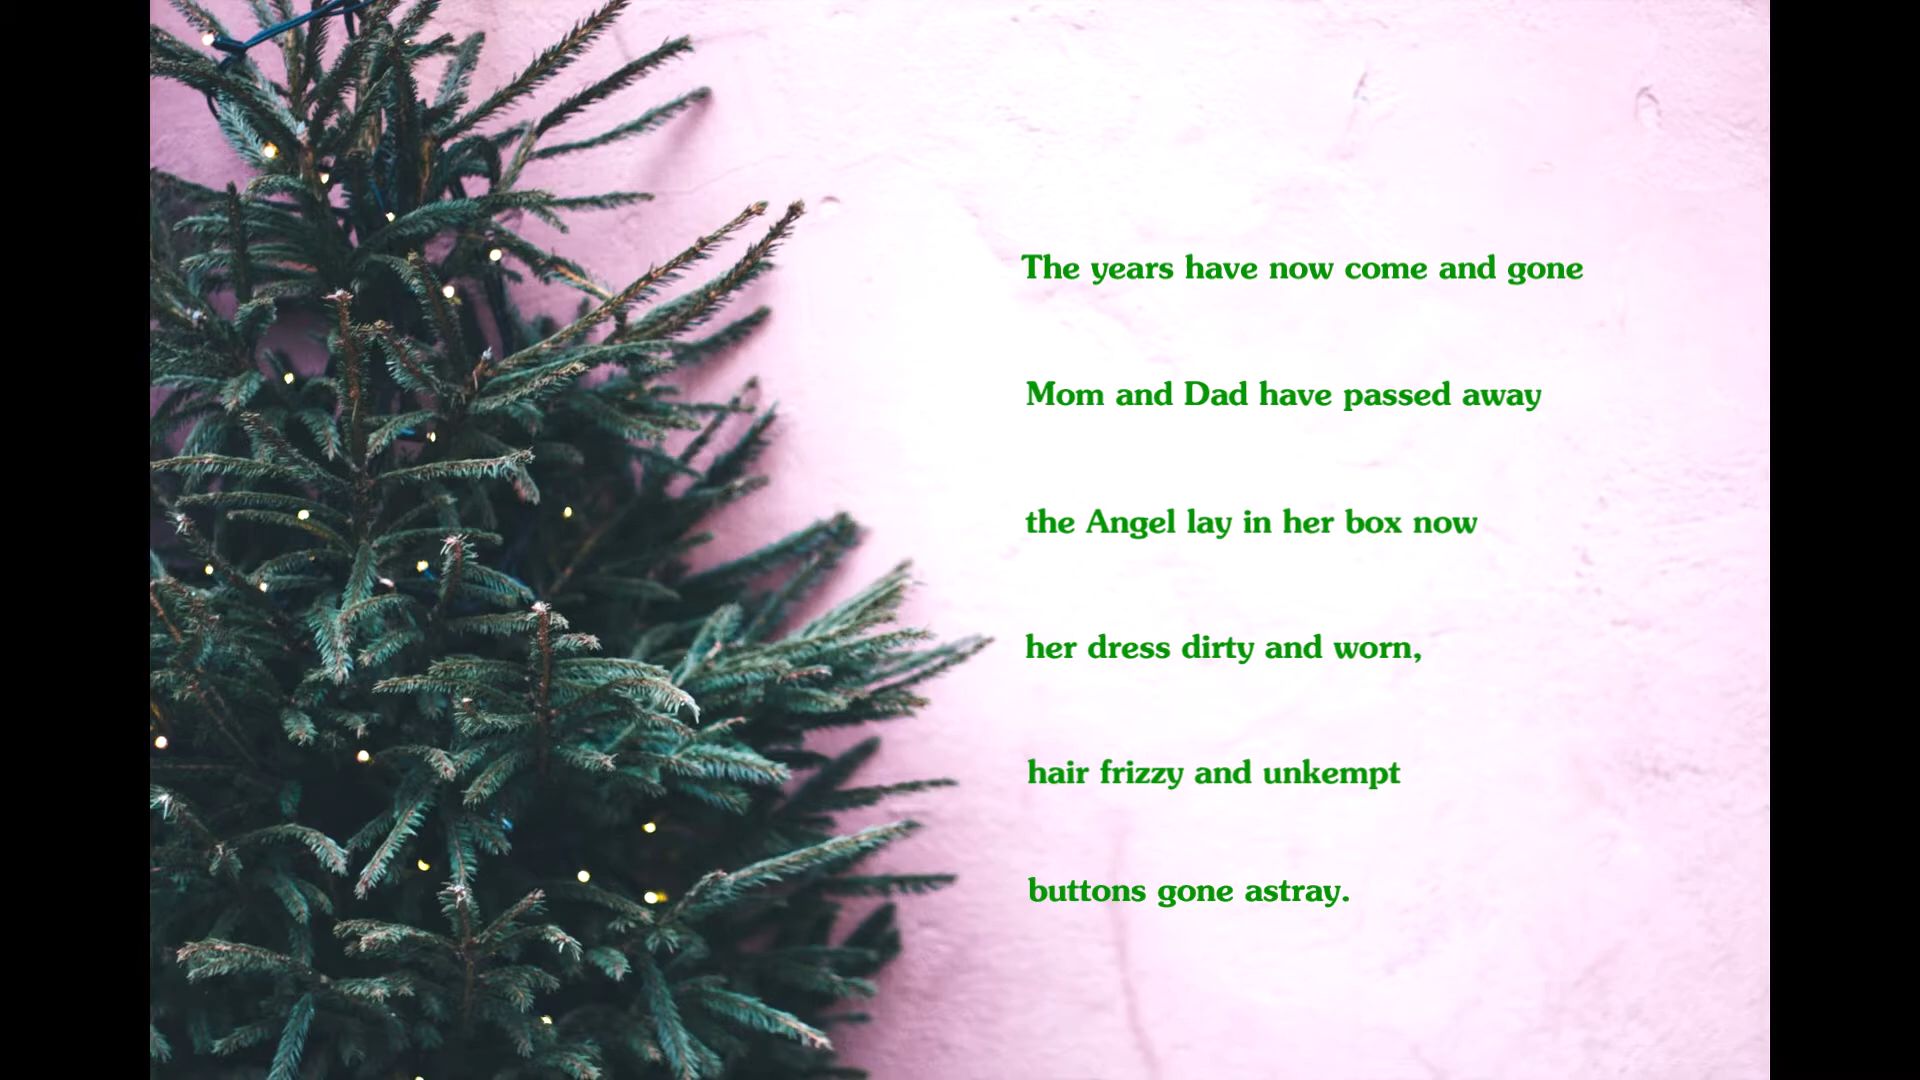 The years have now come and gone
Mom and Dad have passed away
the Angel lay in her box now
her dress dirty and worn,
hair frizzy and unkempt
buttons gone astray.